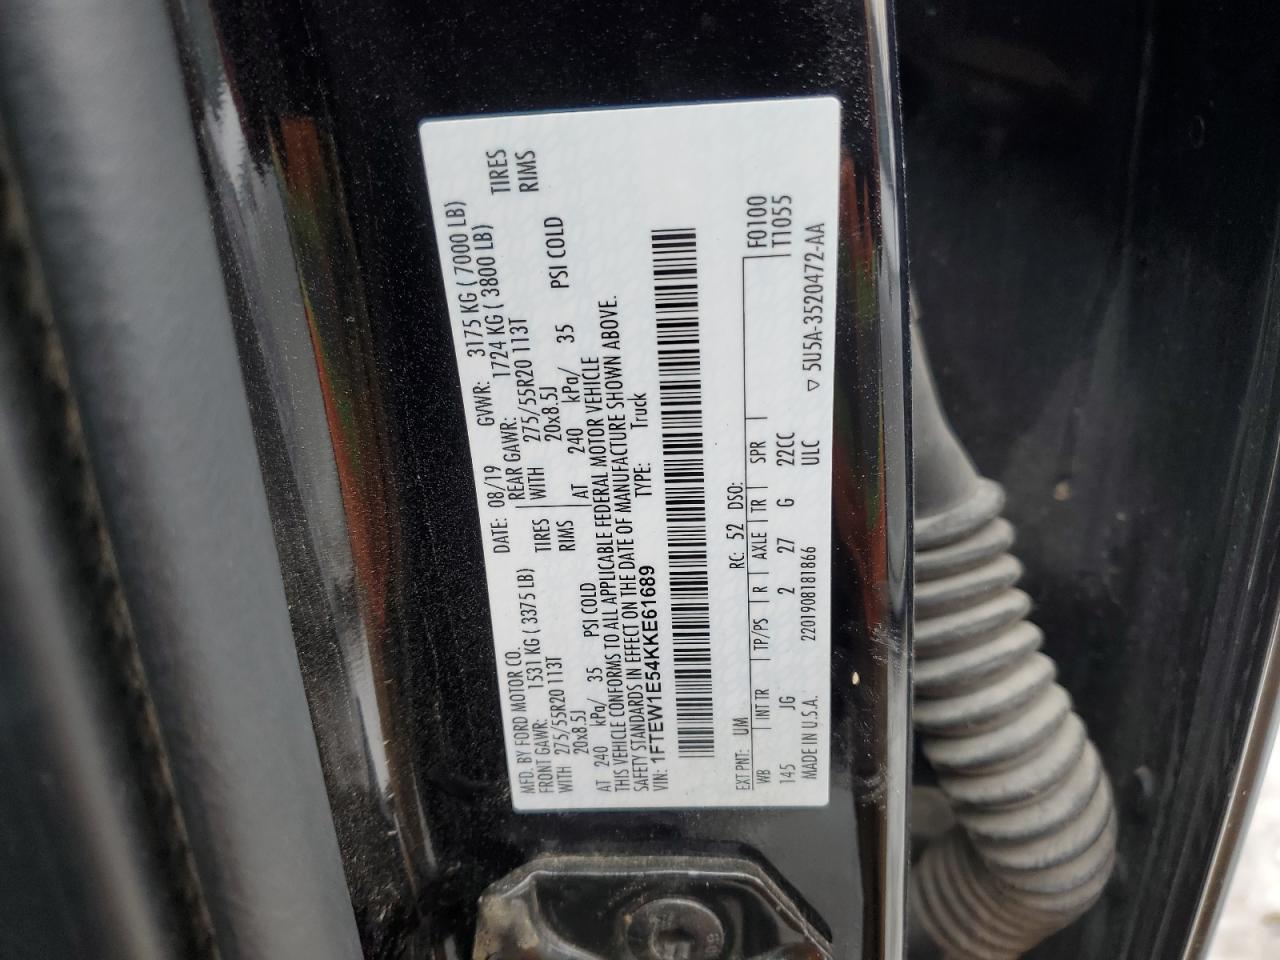 MFD. BY FORD MOTOR CO.
DATE: 08/19 GVWR: 3175 KG ( 7000 LB)
FRONT GAWR: 1531 KG ( 3375 LB) REAR GAWR: 1724 KG ( 3800 LB)
WITH 275/55R20 113T TIRES WITH 275/55R20 113T TIRES
20x8.5J RIMS 20x8.5J RIMS
AT 240 kPa/ 35 PSI COLD AT 240 kPa/ 35 PSI COLD
THIS VEHICLE CONFORMS TO ALL APPLICABLE FEDERAL MOTOR VEHICLE
SAFETY STANDARDS IN EFFECT ON THE DATE OF MANUFACTURE SHOWN ABOVE.
VIN: 1FTEW1E54KKE61689 TYPE: Truck
EXT PNT: UM RC: 52 DSO: F0100
WB INT TR TP/PS R AXLE TR SPR T1055
145 JG 2 27 G 22CC
MADE IN U.S.A. 2201908181866 ULC ▽ 5U5A-3520472-AA